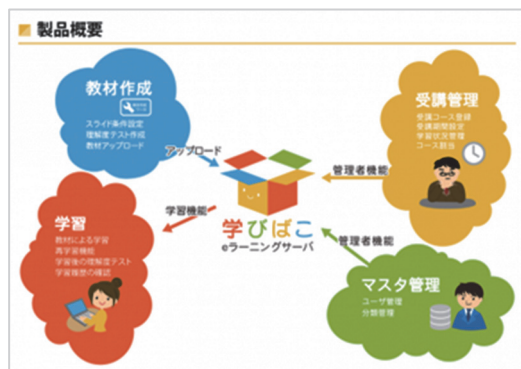 製品概要
教材作成
スライド条件設定
理解度テスト作成
教材アップロード
アップロード
受講管理
受講コース登録
受講期間設定
学習状況管理
コース割当
管理者機能
学習機能
学びばこ
eラーニングサーバ
学習
教材による学習
再学習機能
学習後の理解度テスト
学習履歴の確認
管理者機能
マスタ管理
ユーザ管理
分類管理